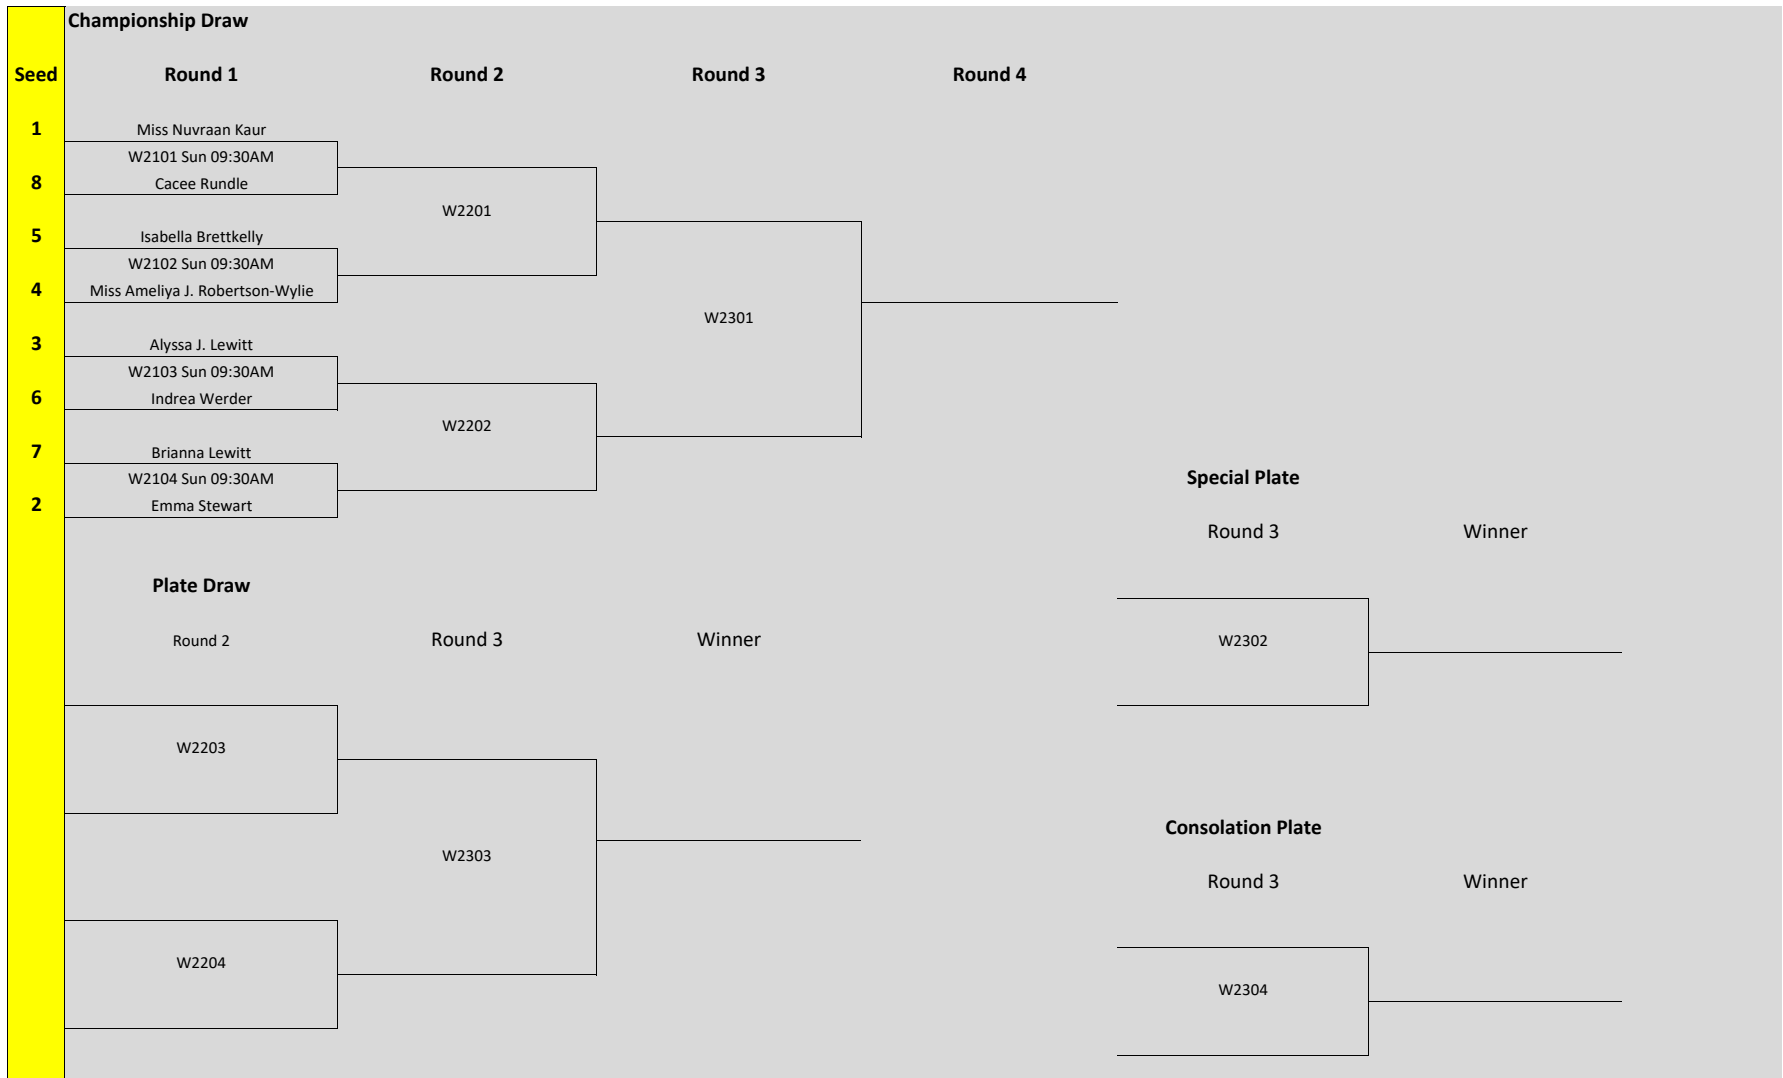 Championship Draw
Seed Round 1 Round 2 Round 3 Round 4
1 Miss Nuvraan Kaur
W2101 Sun 09:30AM
8 Cacee Rundle
W2201
5 Isabella Brettkelly
W2102 Sun 09:30AM
4 Miss Ameliya J. Robertson-Wylie
W2301
3 Alyssa J. Lewitt
W2103 Sun 09:30AM
6 Indrea Werder
W2202
7 Brianna Lewitt
W2104 Sun 09:30AM
Special Plate
2 Emma Stewart
Round 3 Winner
Plate Draw
Round 2 Round 3 Winner
W2302
W2203
Consolation Plate
W2303
Round 3 Winner
W2204
W2304